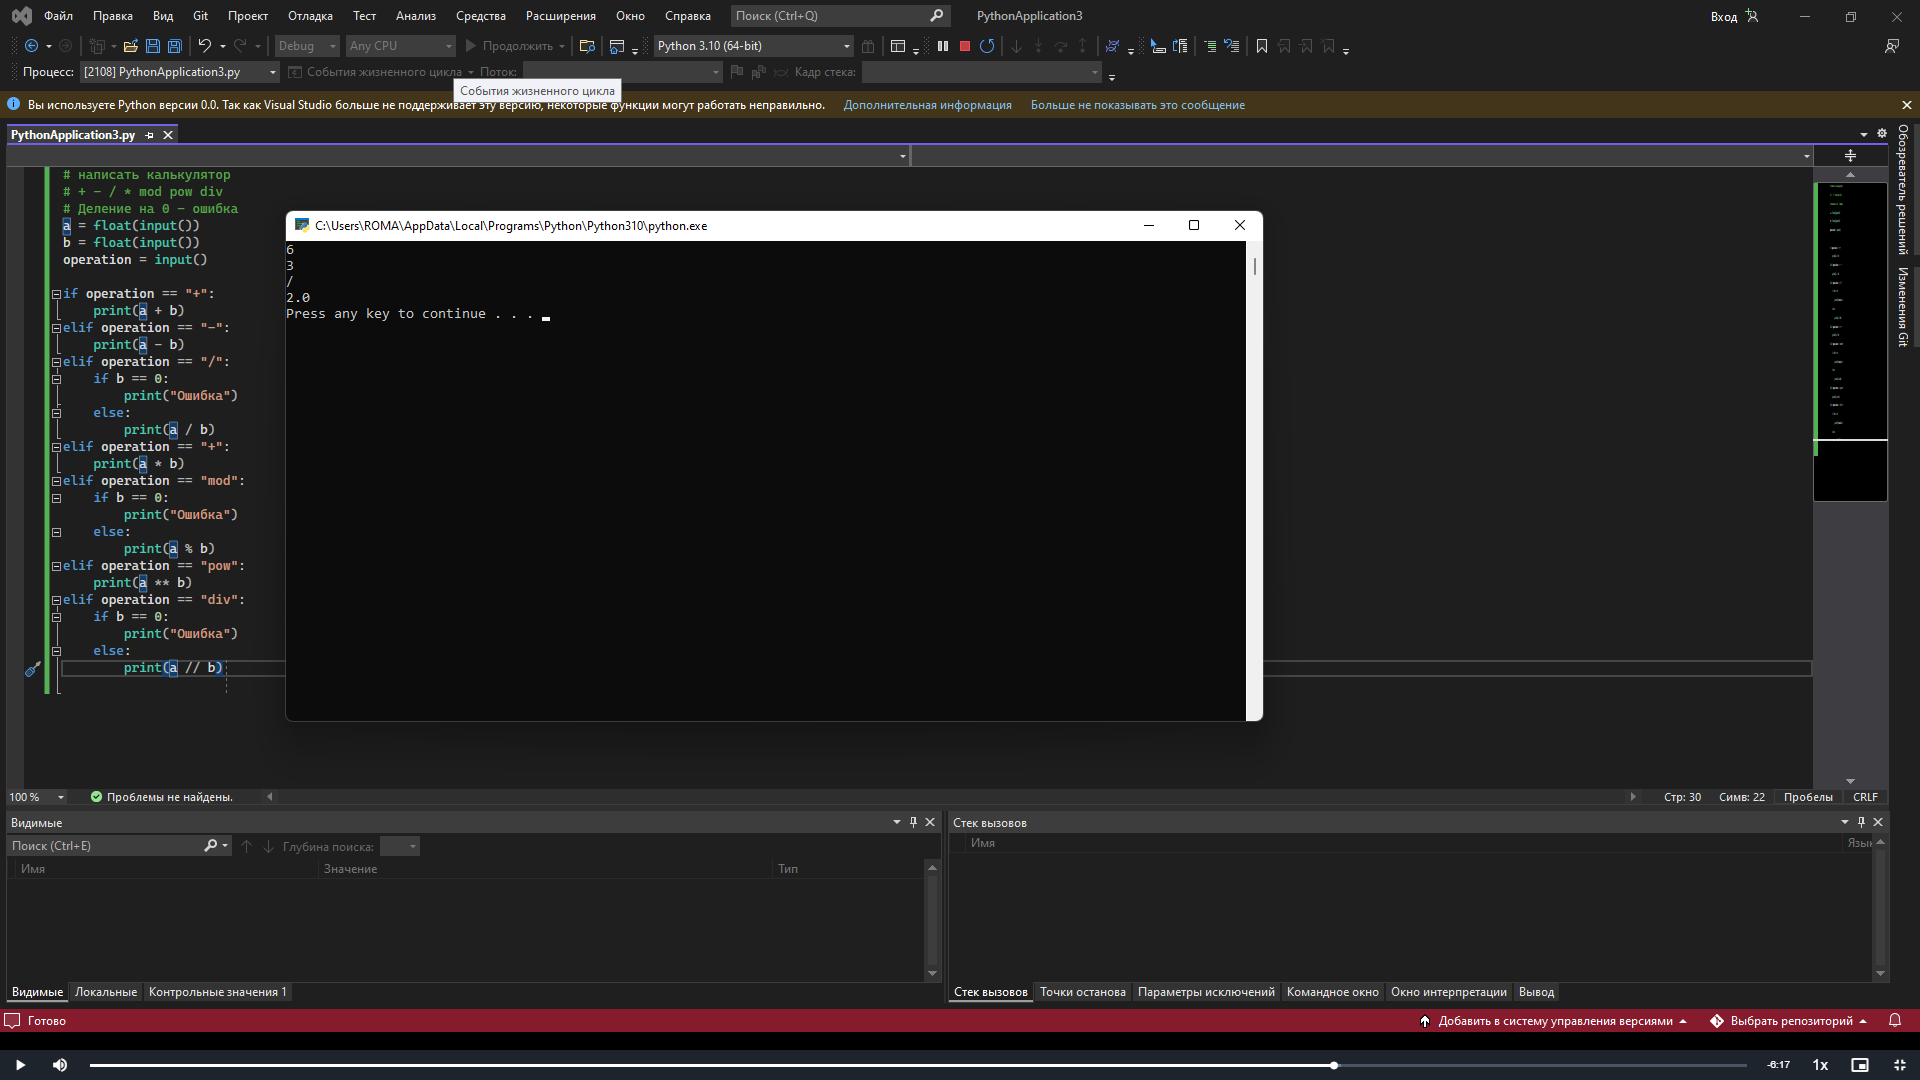 Файл Правка Вид Git Проект Отладка Тест Анализ Средства Расширения Окно Справка Поиск (Ctrl+Q) PythonApplication3 Вход
Debug Any CPU Продолжить Python 3.10 (64-bit)
Процесс: [2108] PythonApplication3.py События жизненного цикла Поток: Кадр стека:
События жизненного цикла
Вы используете Python версии 0.0. Так как Visual Studio больше не поддерживает эту версию, некоторые функции могут работать неправильно. Дополнительная информация Больше не показывать это сообщение
PythonApplication3.py
# написать калькулятор
# + - / * mod pow div
# Деление на 0 - ошибка
a = float(input())
b = float(input())
operation = input()
if operation == "+":
print(a + b)
elif operation == "-":
print(a - b)
elif operation == "/":
if b == 0:
print("Ошибка")
else:
print(a / b)
elif operation == "+":
print(a * b)
elif operation == "mod":
if b == 0:
print("Ошибка")
else:
print(a % b)
elif operation == "pow":
print(a ** b)
elif operation == "div":
if b == 0:
print("Ошибка")
else:
print(a // b)
C:\Users\ROMA\AppData\Local\Programs\Python\Python310\python.exe
6
3
/
2.0
Press any key to continue . . .
Обозреватель решений
Изменения Git
100 % Проблемы не найдены. Стр: 30 Симв: 22 Пробелы CRLF
Видимые
Поиск (Ctrl+E) Глубина поиска:
Имя Значение Тип
Видимые Локальные Контрольные значения 1
Стек вызовов
Имя Язык
Стек вызовов Точки останова Параметры исключений Командное окно Окно интерпретации Вывод
Готово Добавить в систему управления версиями Выбрать репозиторий
-6:17 1x